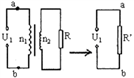 a a
U₁ n₁ n₂ R U₁ R'
b b